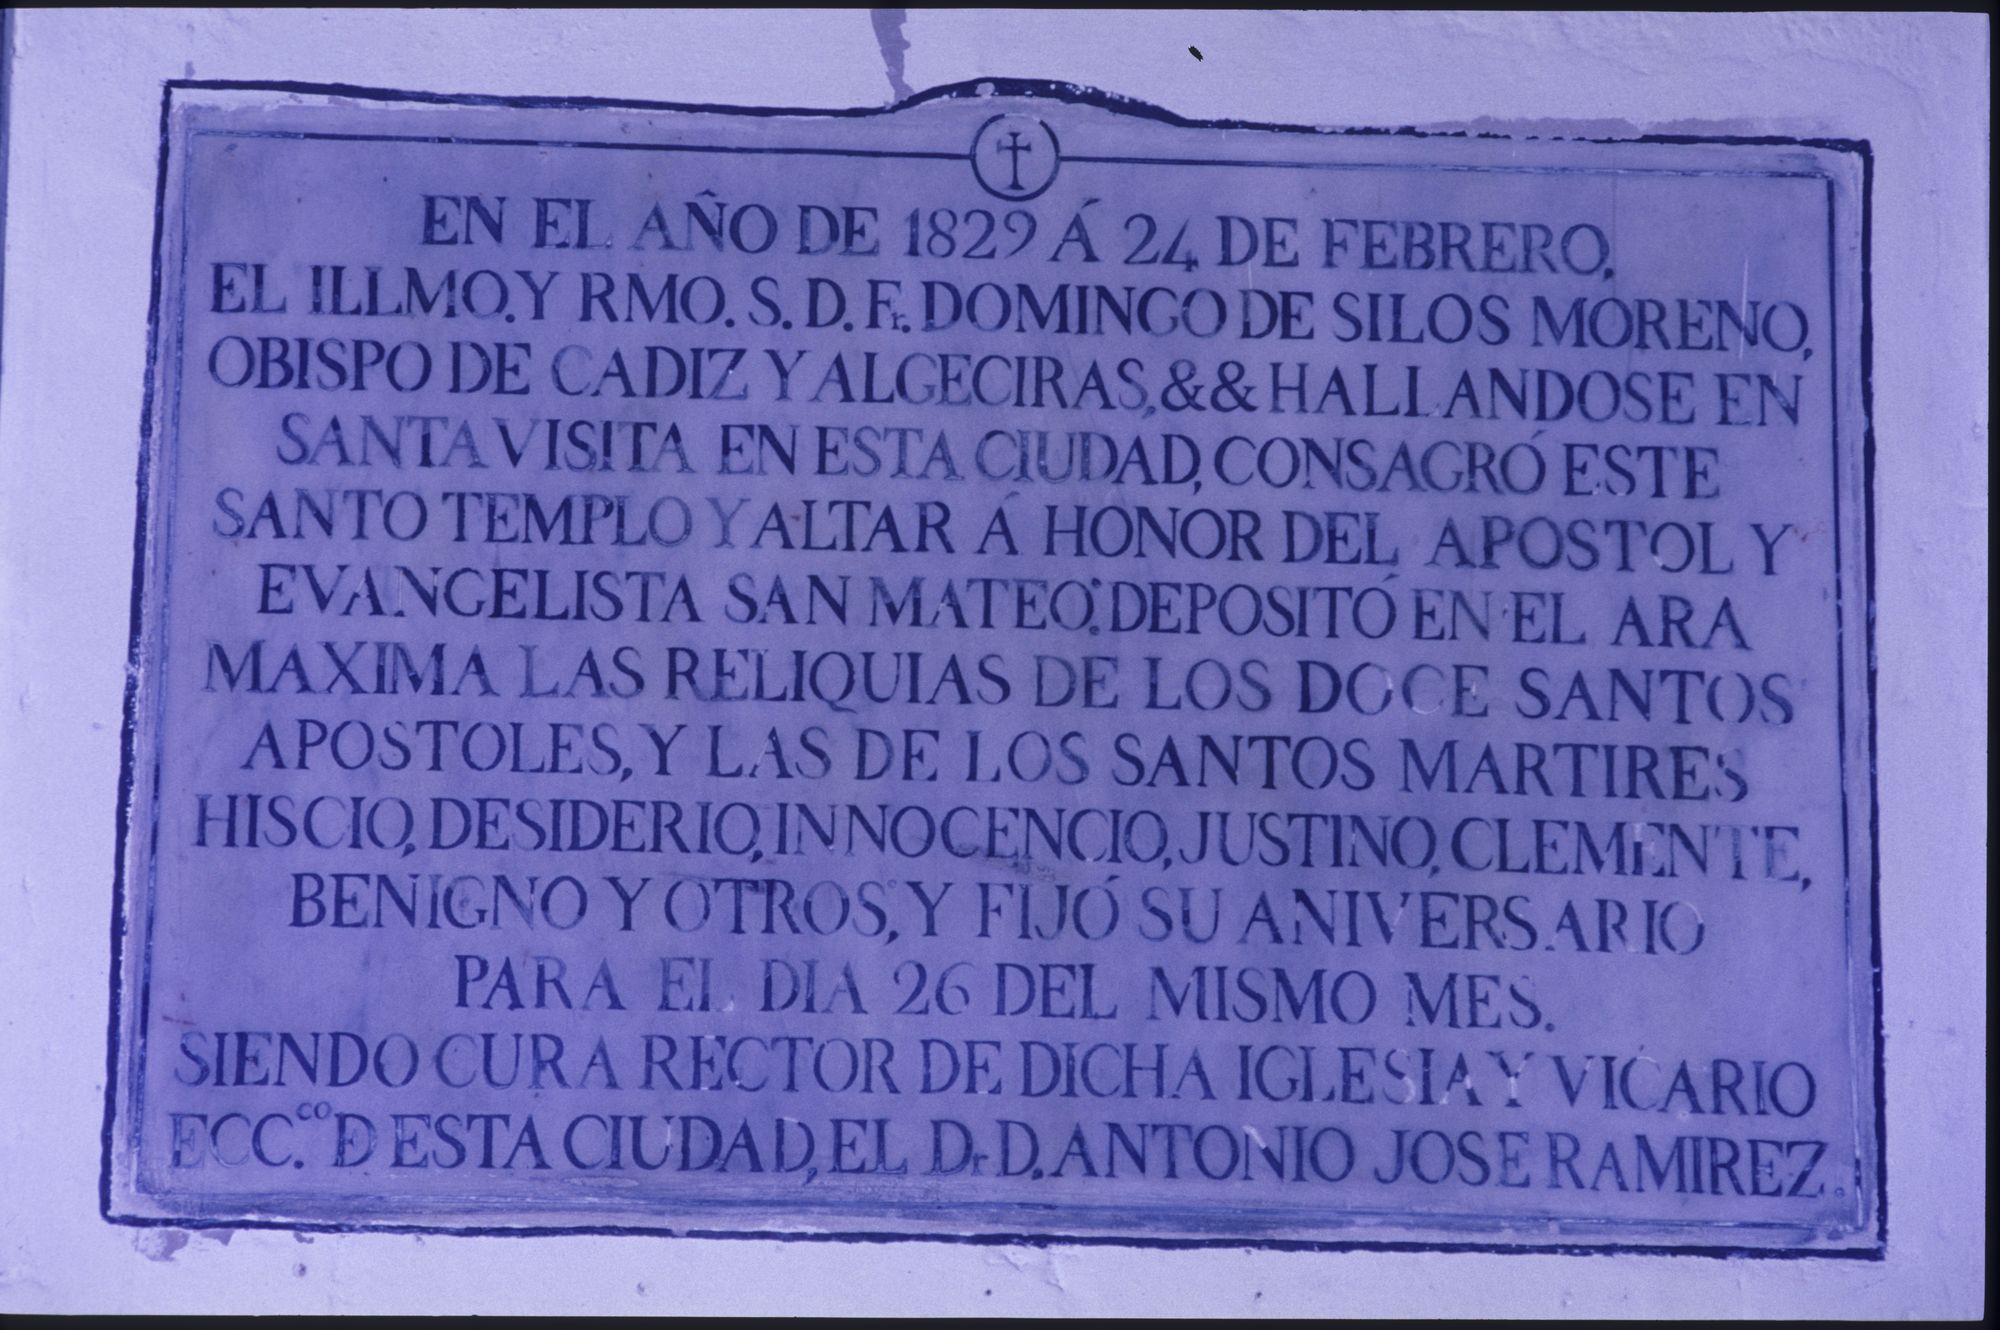 EN EL AÑO DE 1829 Á 24 DE FEBRERO,
EL ILLMO. Y RMO. S. D. Fr. DOMINGO DE SILOS MORENO,
OBISPO DE CADIZ Y ALGECIRAS, && HALLANDOSE EN
SANTA VISITA EN ESTA CIUDAD, CONSAGRÓ ESTE
SANTO TEMPLO Y ALTAR Á HONOR DEL APOSTOL Y
EVANGELISTA SAN MATEO: DEPOSITÓ EN EL ARA
MAXIMA LAS RELIQUIAS DE LOS DOCE SANTOS
APOSTOLES, Y LAS DE LOS SANTOS MARTIRES
HISCIO, DESIDERIO, INNOCENCIO, JUSTINO, CLEMENTE,
BENIGNO Y OTROS; Y FIJÓ SU ANIVERSARIO
PARA EL DIA 26 DEL MISMO MES.
SIENDO CURA RECTOR DE DICHA IGLESIA Y VICARIO
ECC.co D ESTA CIUDAD, EL Dr D. ANTONIO JOSE RAMIREZ.